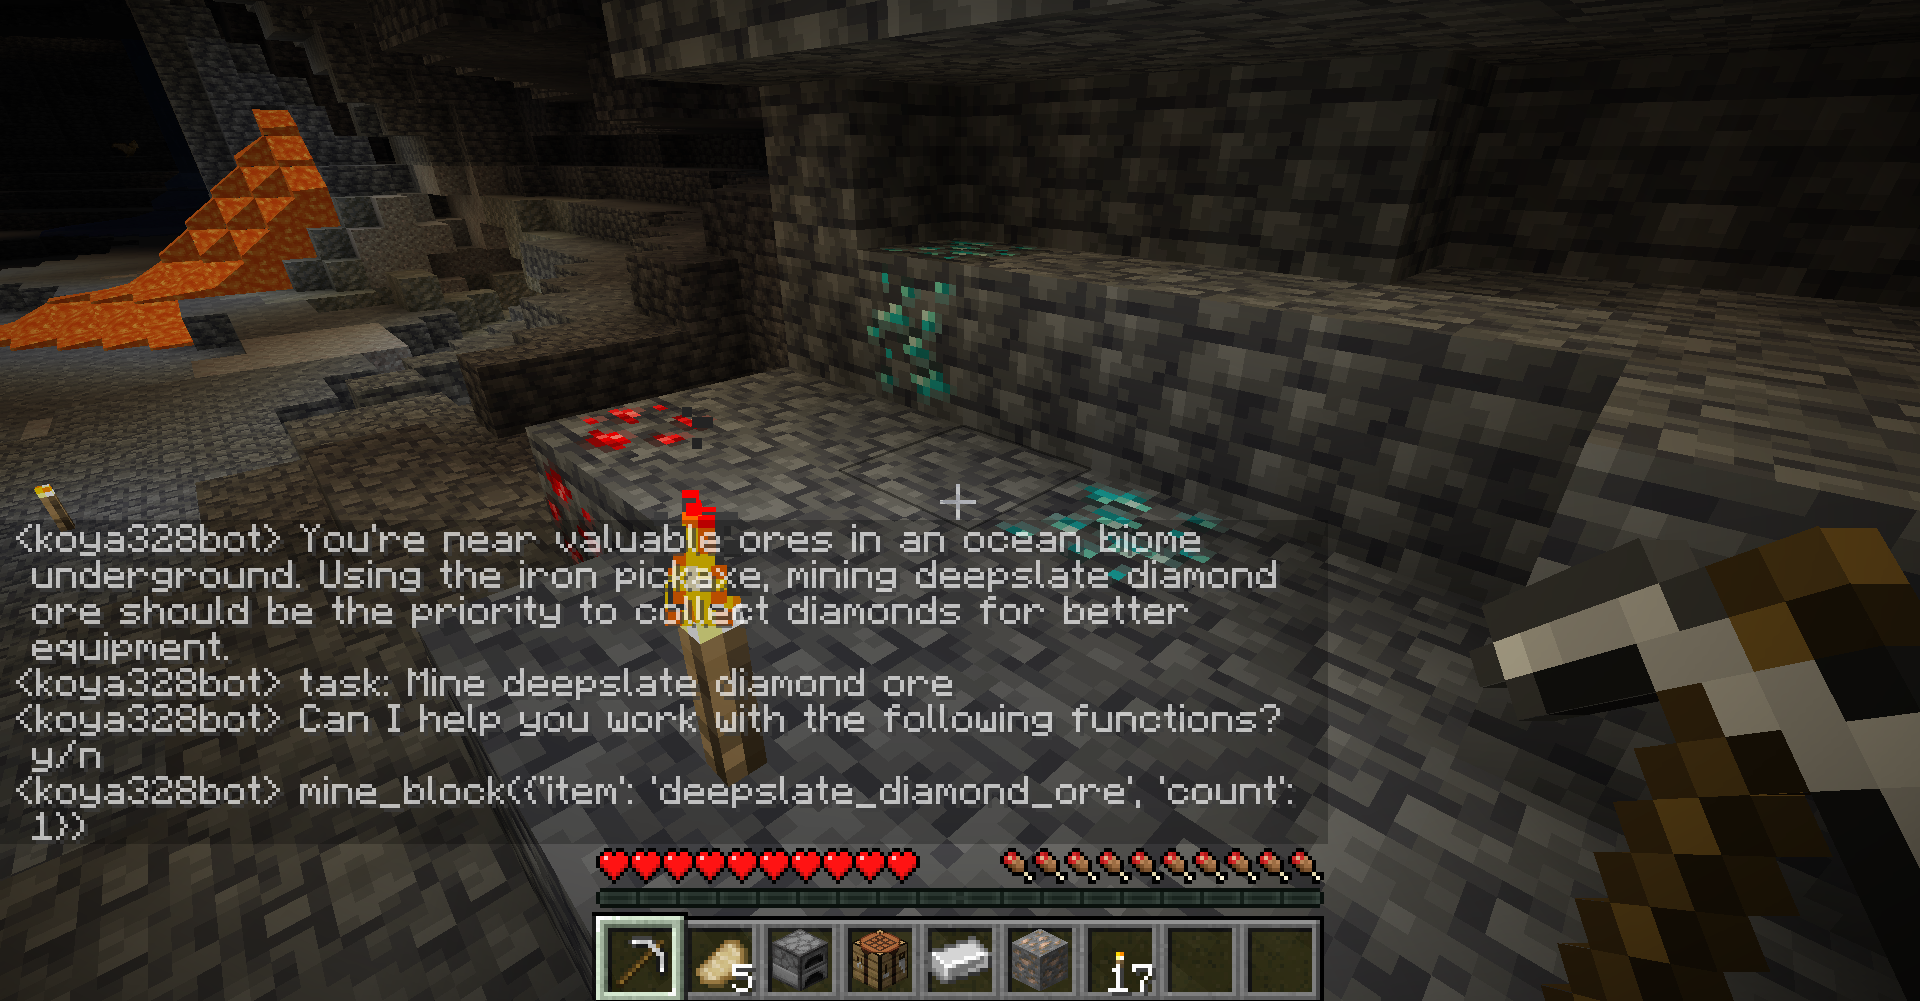 <koya328bot> You're near valuable ores in an ocean biome
underground. Using the iron pickaxe, mining deepslate diamond
ore should be the priority to collect diamonds for better
equipment.
<koya328bot> task: Mine deepslate diamond ore
<koya328bot> Can I help you work with the following functions?
y/n
<koya328bot> mine_block({'item': 'deepslate_diamond_ore', 'count':
1})
5
17